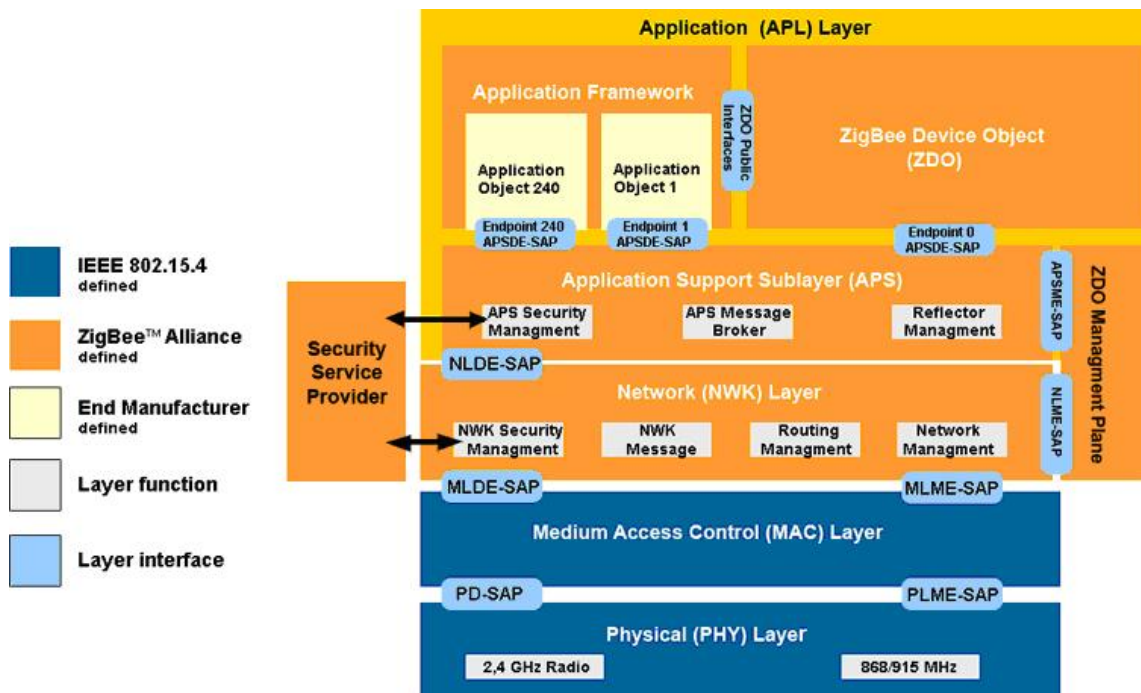 Application (APL) Layer
Application Framework
ZDO Public
Interfaces
ZigBee Device Object
(ZDO)
Application
Object 240
Application
Object 1
Endpoint 240
APSDE-SAP
Endpoint 1
APSDE-SAP
Endpoint 0
APSDE-SAP
IEEE 802.15.4
defined
ZigBee™ Alliance
defined
End Manufacturer
defined
Layer function
Layer interface
Security
Service
Provider
Application Support Sublayer (APS)
APS Security
Managment
APS Message
Broker
Reflector
Managment
APSME-SAP
ZDO Managment Plane
NLDE-SAP
Network (NWK) Layer
NWK Security
Managment
NWK
Message
Routing
Managment
Network
Managment
NLME-SAP
MLDE-SAP
MLME-SAP
Medium Access Control (MAC) Layer
PD-SAP
PLME-SAP
Physical (PHY) Layer
2,4 GHz Radio
868/915 MHz